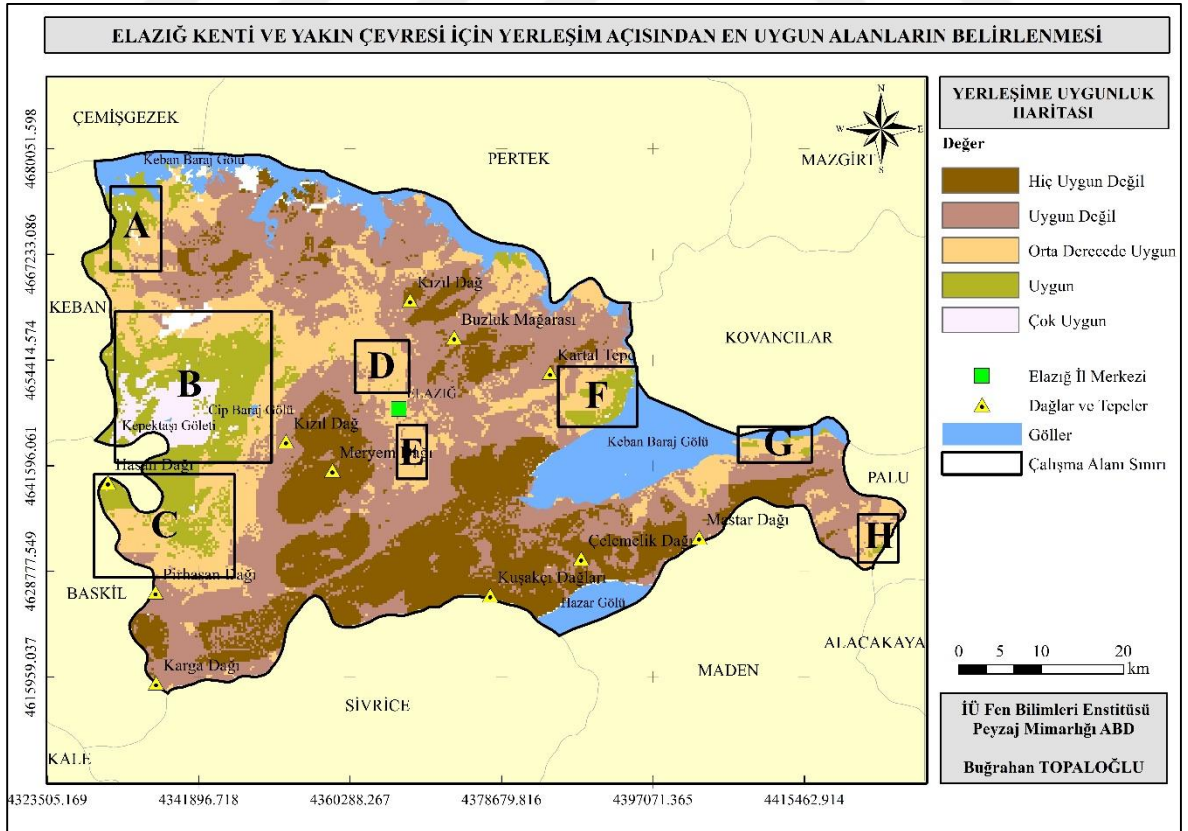 ELAZIĞ KENTİ VE YAKIN ÇEVRESİ İÇİN YERLEŞİM AÇISINDAN EN UYGUN ALANLARIN BELİRLENMESİ
ÇEMİŞGEZEK
PERTEK
MAZGİRT
N
W
E
S
Keban Baraj Gölü
A
KEBAN
Kızıl Dağ
Buzluk Mağarası
KOVANCILAR
Kartal Tepe
D
B
F
ELAZIĞ
Cip Baraj Gölü
Kepektaşı Göleti
Kızıl Dağ
Keban Baraj Gölü
G
E
Meryem Dağı
PALU
Hasan Dağı
C
Mastar Dağı
H
Çelemelik Dağı
Pirhasan Dağı
BASKİL
Kuşakçı Dağları
Hazar Gölü
ALACAKAYA
Karga Dağı
MADEN
SİVRİCE
KALE
4680051.598
4667233.086
4654414.574
4641596.061
4628777.549
4615959.037
4323505.169
4341896.718
4360288.267
4378679.816
4397071.365
4415462.914
YERLEŞİME UYGUNLUK
HARİTASI
Değer
Hiç Uygun Değil
Uygun Değil
Orta Derecede Uygun
Uygun
Çok Uygun
Elazığ İl Merkezi
Dağlar ve Tepeler
Göller
Çalışma Alanı Sınırı
0 5 10 20
km
İÜ Fen Bilimleri Enstitüsü
Peyzaj Mimarlığı ABD
Buğrahan TOPALOĞLU